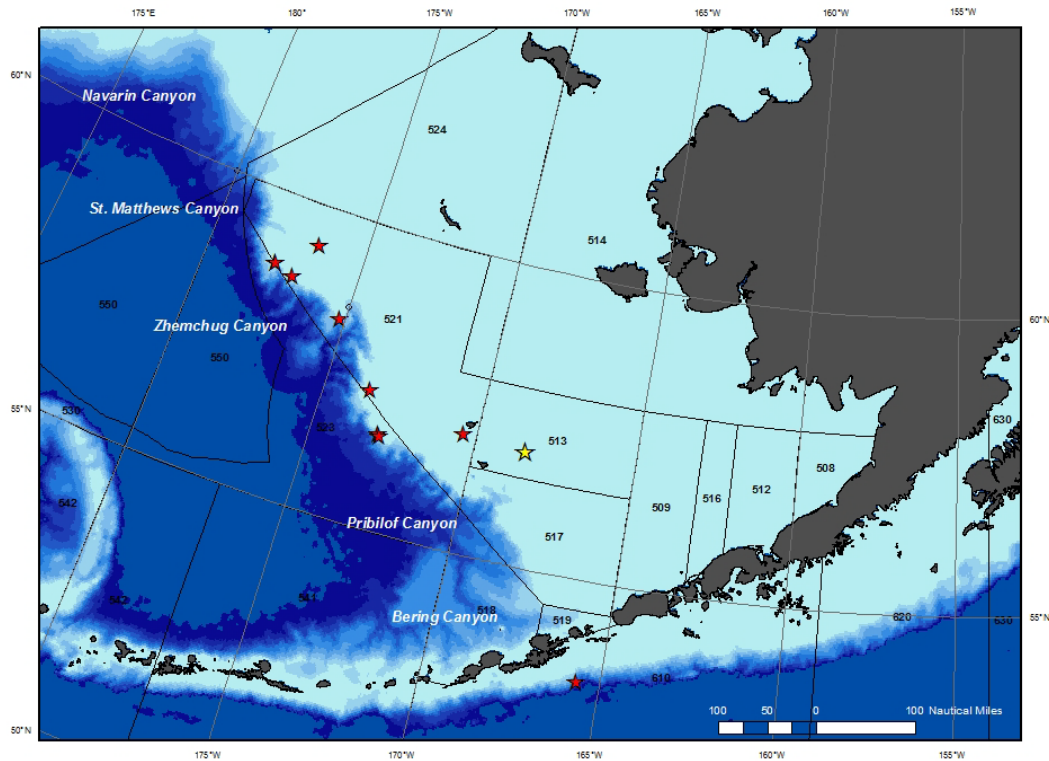 175°E
180°
175°W
170°W
165°W
160°W
155°W
60°N
Navarin Canyon
524
St. Matthews Canyon
514
550
Zhemchug Canyon
521
550
60°N
55°N
530
523
513
630
508
542
509
516
512
Pribilof Canyon
517
542
541
518
Bering Canyon
519
620
630
55°N
610
50°N
100
50
0
100
Nautical Miles
175°W
170°W
165°W
160°W
155°W